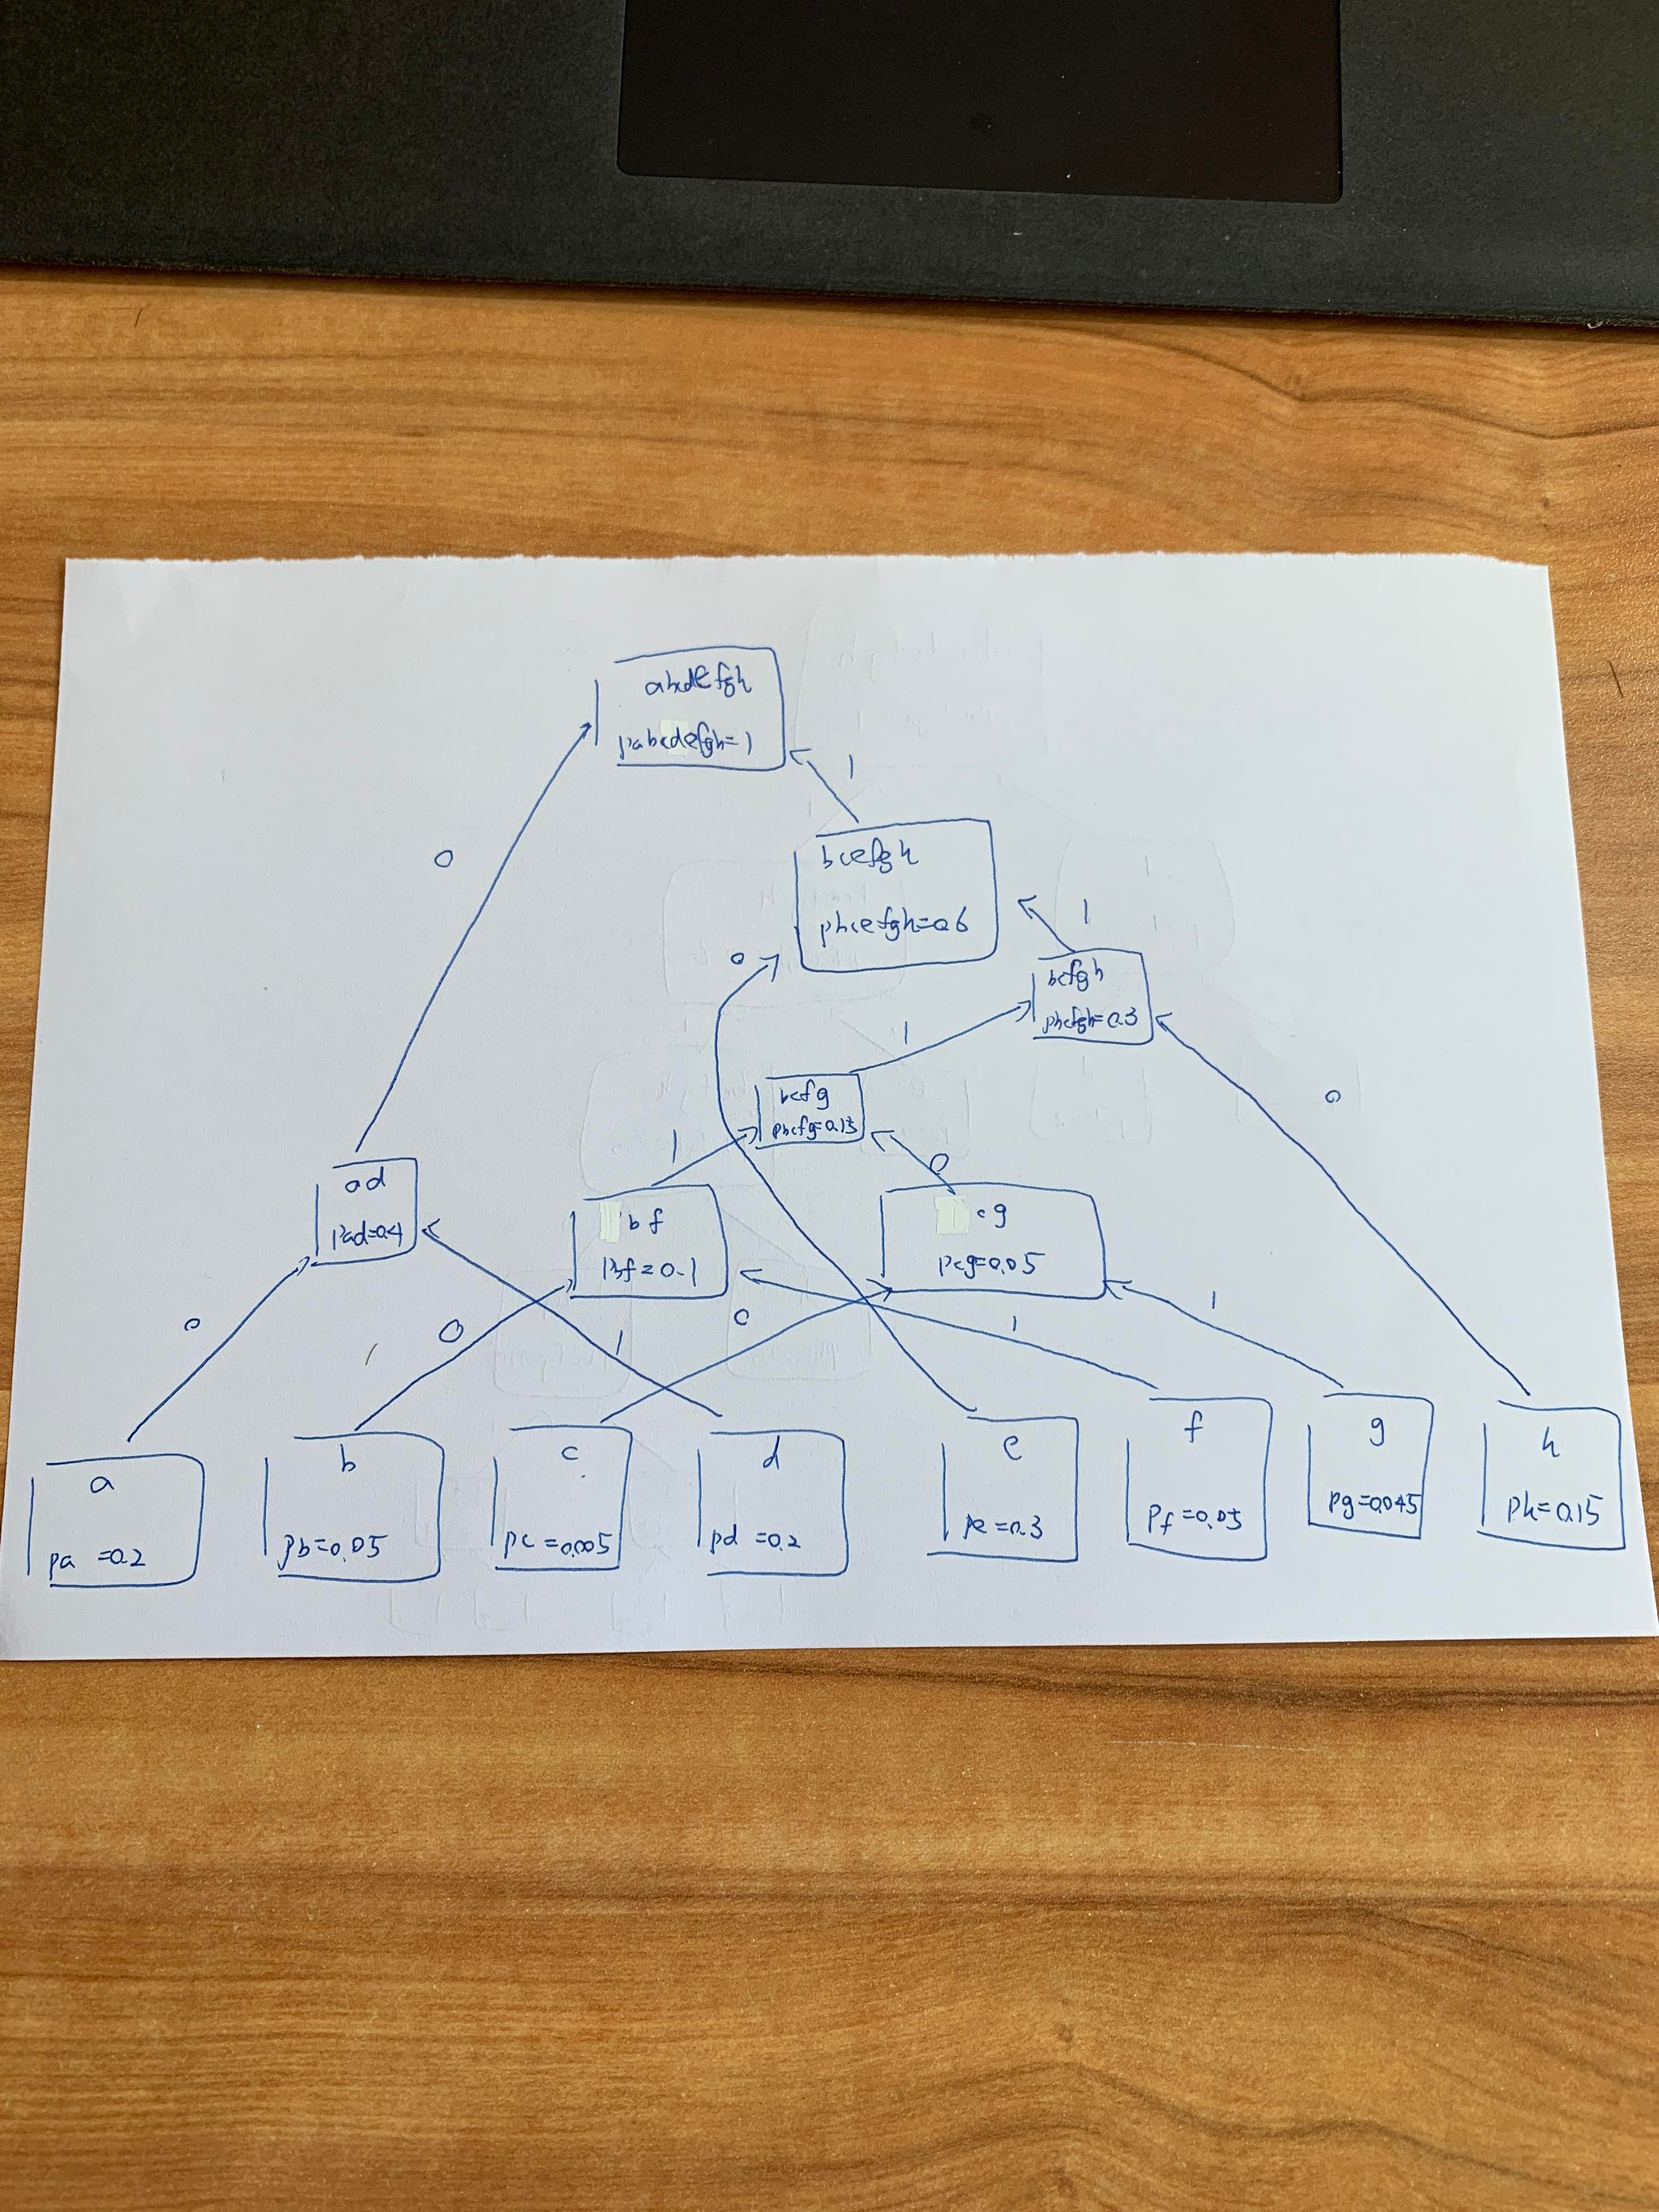 abcdefgh
pabcdefgh=1
1
0
bcefgh
pbcefgh=0.6
1
0
bcfgh
pbcfgh=0.3
1
0
bcfg
pbcfg=0.15
1
0
ad
pad=0.4
bf
pbf=0.1
cg
pcg=0.05
0
0
1
0
1
1
a
pa =0.2
b
pb=0.05
c
pc=0.005
d
pd =0.2
e
pe=0.3
f
pf=0.05
g
pg=0.045
h
ph=0.15